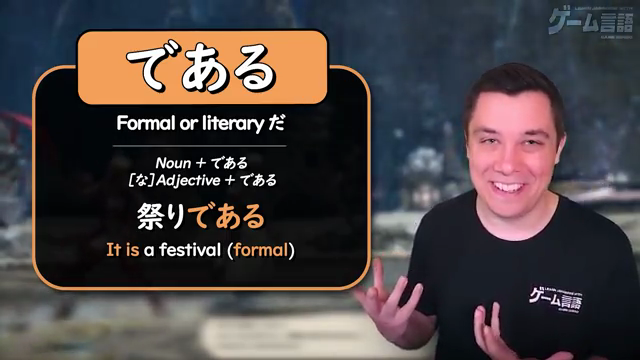 である
Formal or literary だ
Noun + である
[な]Adjective + である
祭りである
It is a festival (formal)
ゲーム言語
ゲーム言語